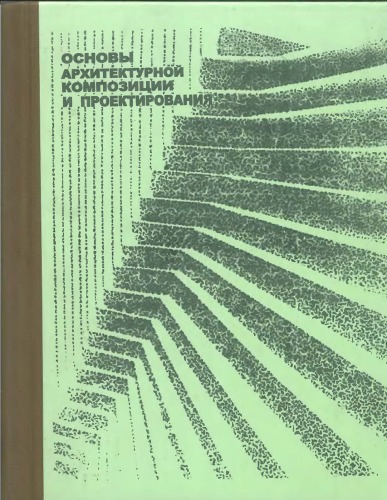 ОСНОВЫ
АРХИТЕКТУРНОЙ
КОМПОЗИЦИИ
И ПРОЕКТИРОВАНИЯ